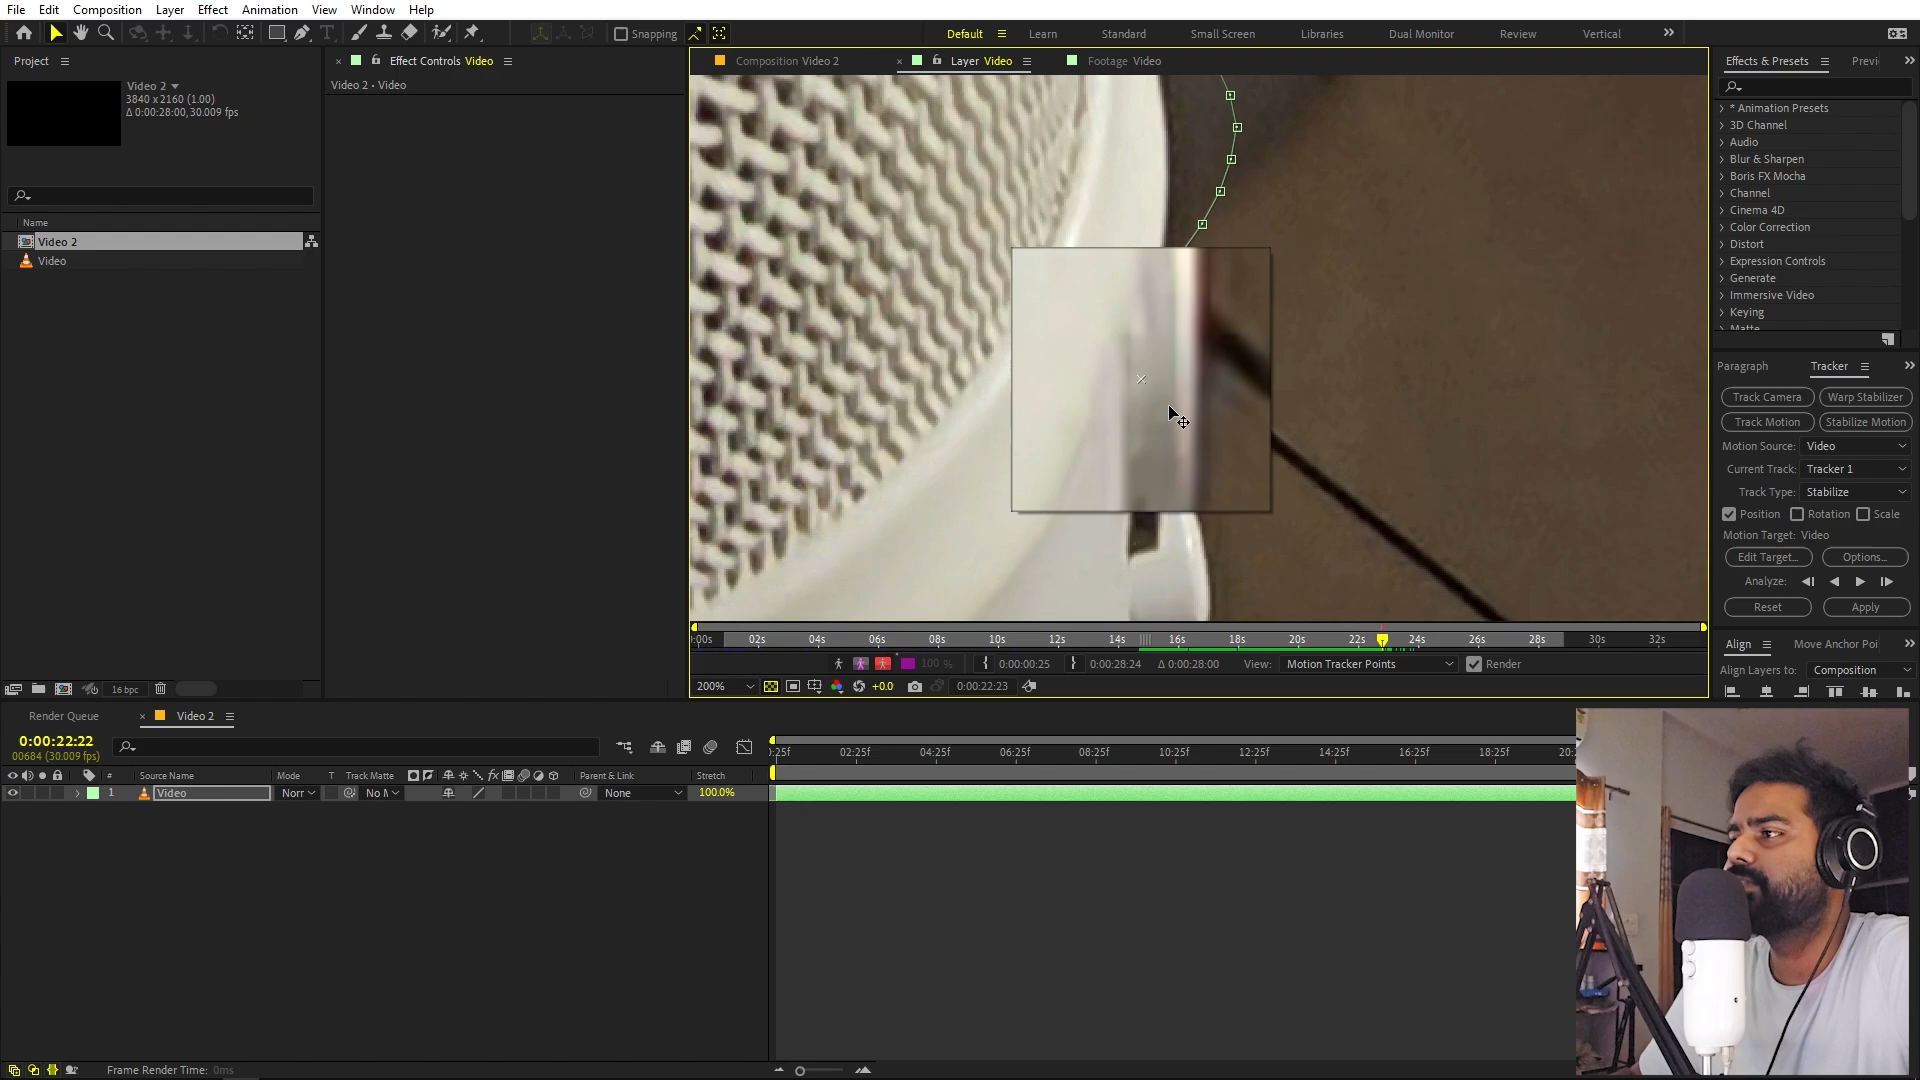 File Edit Composition Layer Effect Animation View Window Help
Snapping
Default Learn Standard Small Screen Libraries Dual Monitor Review Vertical
Project
Video 2
3840 x 2160 (1.00)
Δ 0:00:28:00, 30.009 fps
Name
Video 2
Video
16 bpc
Effect Controls Video
Video 2 • Video
Composition Video 2
Layer Video
Footage Video
:00s 02s 04s 06s 08s 10s 12s 14s 16s 18s 20s 22s 24s 26s 28s 30s 32s
100 %
0:00:00:25
0:00:28:24
Δ 0:00:28:00
View: Motion Tracker Points
Render
200%
+0.0
0:00:22:23
Effects & Presets
Previ
* Animation Presets
3D Channel
Audio
Blur & Sharpen
Boris FX Mocha
Channel
Cinema 4D
Color Correction
Distort
Expression Controls
Generate
Immersive Video
Keying
Matte
Paragraph Tracker
Track Camera Warp Stabilizer
Track Motion Stabilize Motion
Motion Source: Video
Current Track: Tracker 1
Track Type: Stabilize
Position Rotation Scale
Motion Target: Video
Edit Target... Options...
Analyze:
Reset Apply
Align Move Anchor Poi
Align Layers to: Composition
Render Queue Video 2
0:00:22:22
00684 (30.009 fps)
# Source Name Mode T Track Matte Parent & Link Stretch
1 Video Norr No M None 100.0%
:25f 02:25f 04:25f 06:25f 08:25f 10:25f 12:25f 14:25f 16:25f 18:25f 20:
Frame Render Time: 0ms